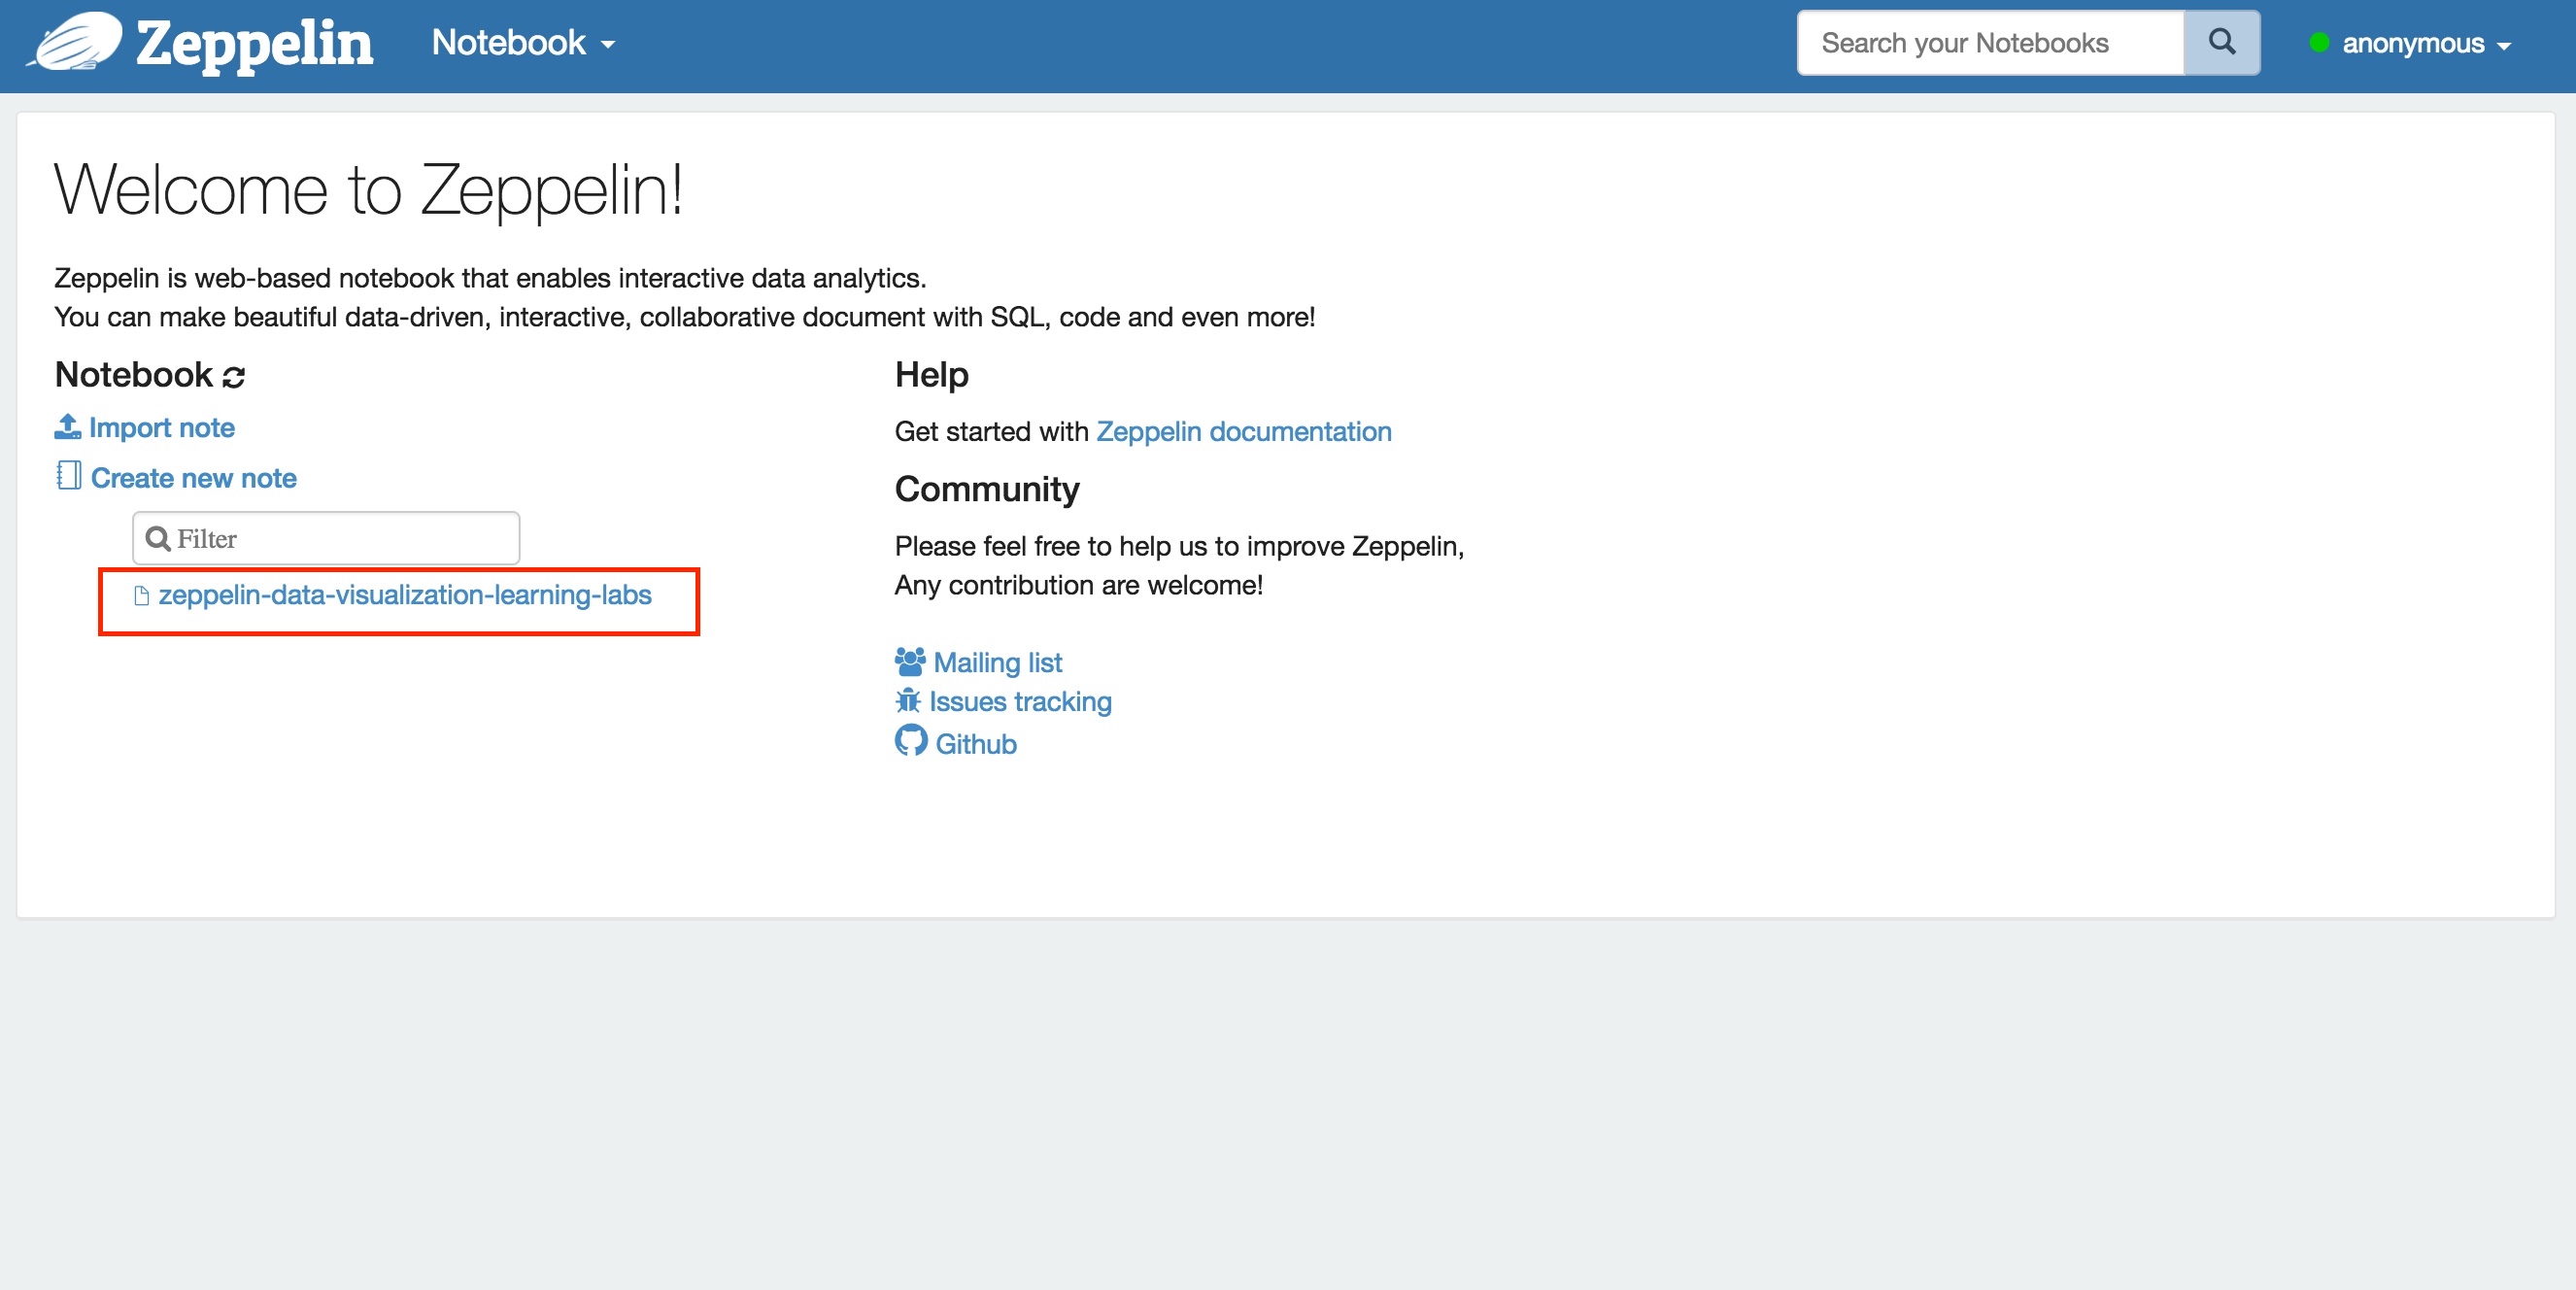 Zeppelin Notebook Search your Notebooks anonymous
Welcome to Zeppelin!
Zeppelin is web-based notebook that enables interactive data analytics.
You can make beautiful data-driven, interactive, collaborative document with SQL, code and even more!
Notebook
Import note
Create new note
Filter
zeppelin-data-visualization-learning-labs
Help
Get started with Zeppelin documentation
Community
Please feel free to help us to improve Zeppelin,
Any contribution are welcome!
Mailing list
Issues tracking
Github